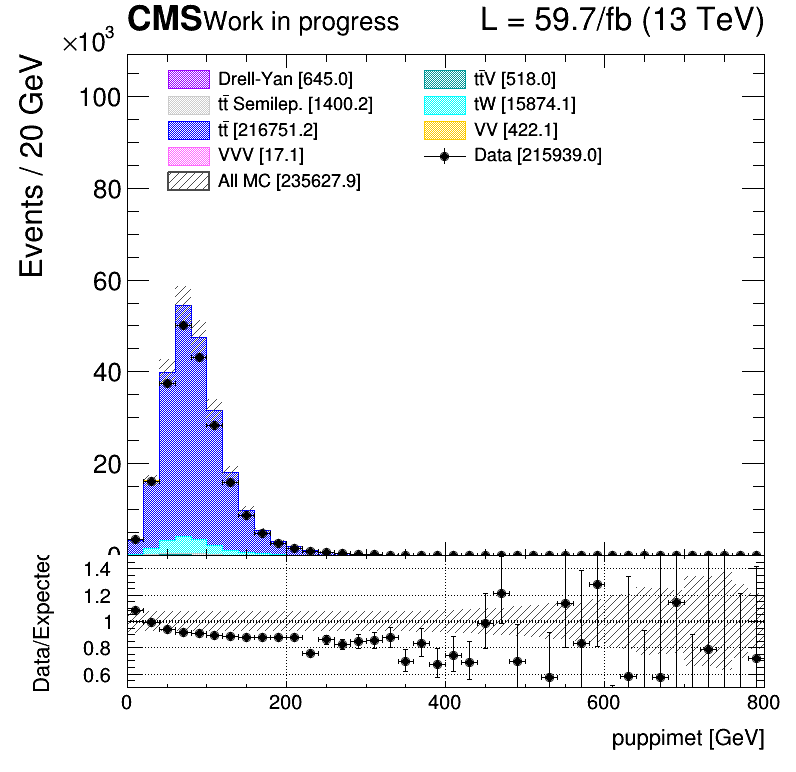 CMS Work in progress L = 59.7/fb (13 TeV)
×10³
Events / 20 GeV
100
80
60
40
20
0
Drell-Yan [645.0]
tt̄ Semilep. [1400.2]
tt̄ [216751.2]
VVV [17.1]
All MC [235627.9]
tt̄V [518.0]
tW [15874.1]
VV [422.1]
Data [215939.0]
Data/Expected
1.4
1.2
1
0.8
0.6
0 200 400 600 800
puppimet [GeV]